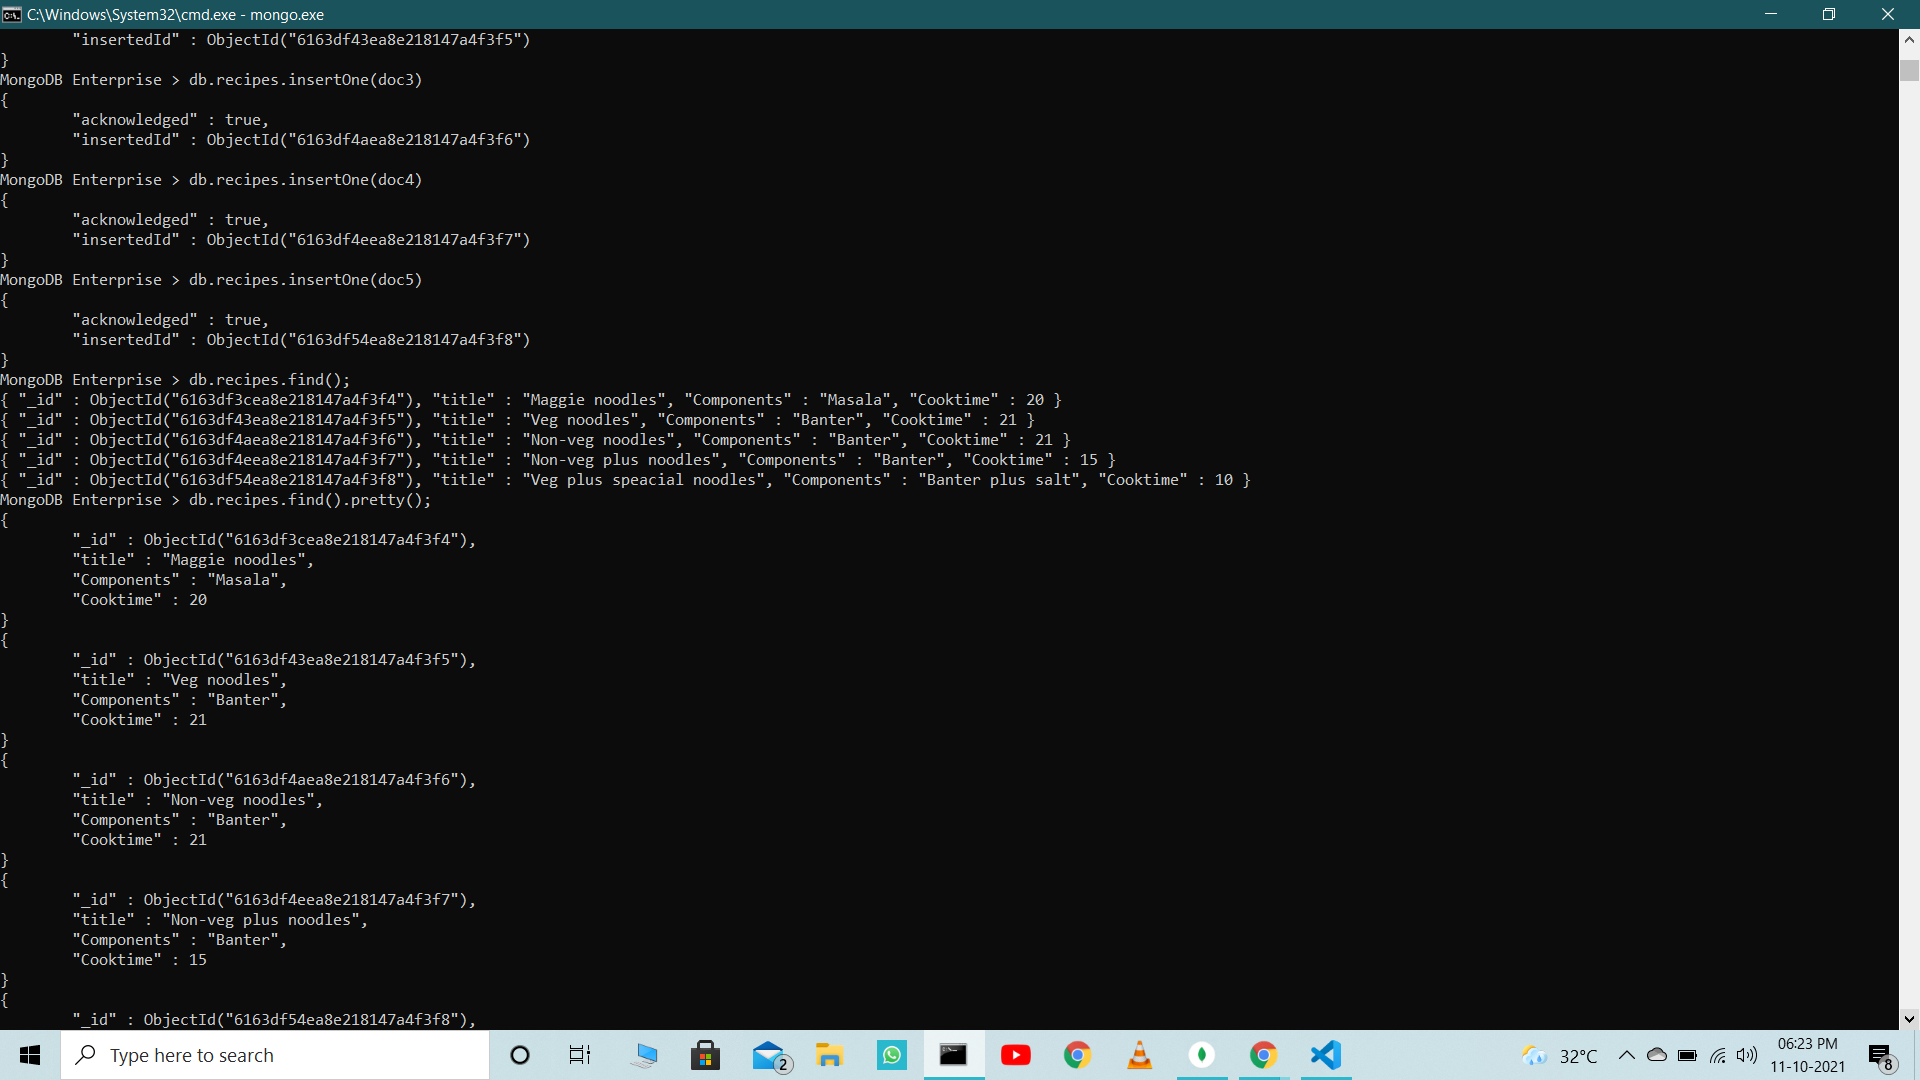 C:\Windows\System32\cmd.exe - mongo.exe
"insertedId" : ObjectId("6163df43ea8e218147a4f3f5")
}
MongoDB Enterprise > db.recipes.insertOne(doc3)
{
"acknowledged" : true,
"insertedId" : ObjectId("6163df4aea8e218147a4f3f6")
}
MongoDB Enterprise > db.recipes.insertOne(doc4)
{
"acknowledged" : true,
"insertedId" : ObjectId("6163df4eea8e218147a4f3f7")
}
MongoDB Enterprise > db.recipes.insertOne(doc5)
{
"acknowledged" : true,
"insertedId" : ObjectId("6163df54ea8e218147a4f3f8")
}
MongoDB Enterprise > db.recipes.find();
{ "_id" : ObjectId("6163df3cea8e218147a4f3f4"), "title" : "Maggie noodles", "Components" : "Masala", "Cooktime" : 20 }
{ "_id" : ObjectId("6163df43ea8e218147a4f3f5"), "title" : "Veg noodles", "Components" : "Banter", "Cooktime" : 21 }
{ "_id" : ObjectId("6163df4aea8e218147a4f3f6"), "title" : "Non-veg noodles", "Components" : "Banter", "Cooktime" : 21 }
{ "_id" : ObjectId("6163df4eea8e218147a4f3f7"), "title" : "Non-veg plus noodles", "Components" : "Banter", "Cooktime" : 15 }
{ "_id" : ObjectId("6163df54ea8e218147a4f3f8"), "title" : "Veg plus speacial noodles", "Components" : "Banter plus salt", "Cooktime" : 10 }
MongoDB Enterprise > db.recipes.find().pretty();
{
"_id" : ObjectId("6163df3cea8e218147a4f3f4"),
"title" : "Maggie noodles",
"Components" : "Masala",
"Cooktime" : 20
}
{
"_id" : ObjectId("6163df43ea8e218147a4f3f5"),
"title" : "Veg noodles",
"Components" : "Banter",
"Cooktime" : 21
}
{
"_id" : ObjectId("6163df4aea8e218147a4f3f6"),
"title" : "Non-veg noodles",
"Components" : "Banter",
"Cooktime" : 21
}
{
"_id" : ObjectId("6163df4eea8e218147a4f3f7"),
"title" : "Non-veg plus noodles",
"Components" : "Banter",
"Cooktime" : 15
}
{
"_id" : ObjectId("6163df54ea8e218147a4f3f8"),
Type here to search
2
32°C
06:23 PM
11-10-2021
8